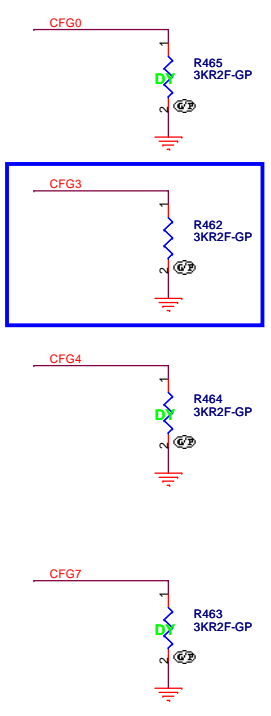 CFG0
1
R465
3KR2F-GP
DY
2
G/P
CFG3
1
R462
3KR2F-GP
2
G/P
CFG4
1
R464
3KR2F-GP
DY
2
G/P
CFG7
1
R463
3KR2F-GP
DY
2
G/P